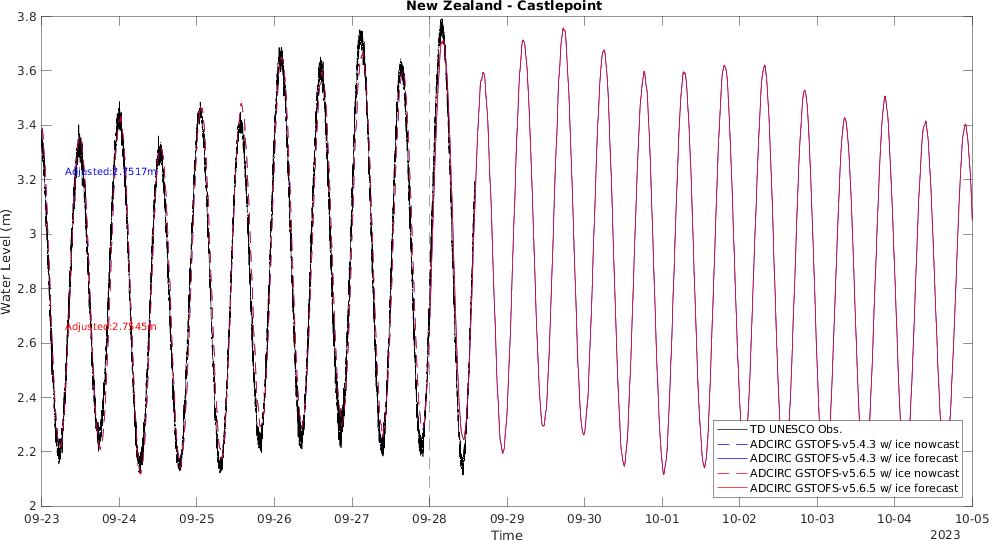 New Zealand - Castlepoint
Water Level (m)
3.8
3.6
3.4
3.2
3
2.8
2.6
2.4
2.2
2
Adjusted:2.7517m
Adjusted:2.7545m
TD UNESCO Obs.
ADCIRC GSTOFS-v5.4.3 w/ ice nowcast
ADCIRC GSTOFS-v5.4.3 w/ ice forecast
ADCIRC GSTOFS-v5.6.5 w/ ice nowcast
ADCIRC GSTOFS-v5.6.5 w/ ice forecast
09-23 09-24 09-25 09-26 09-27 09-28 09-29 09-30 10-01 10-02 10-03 10-04 10-05
Time
2023